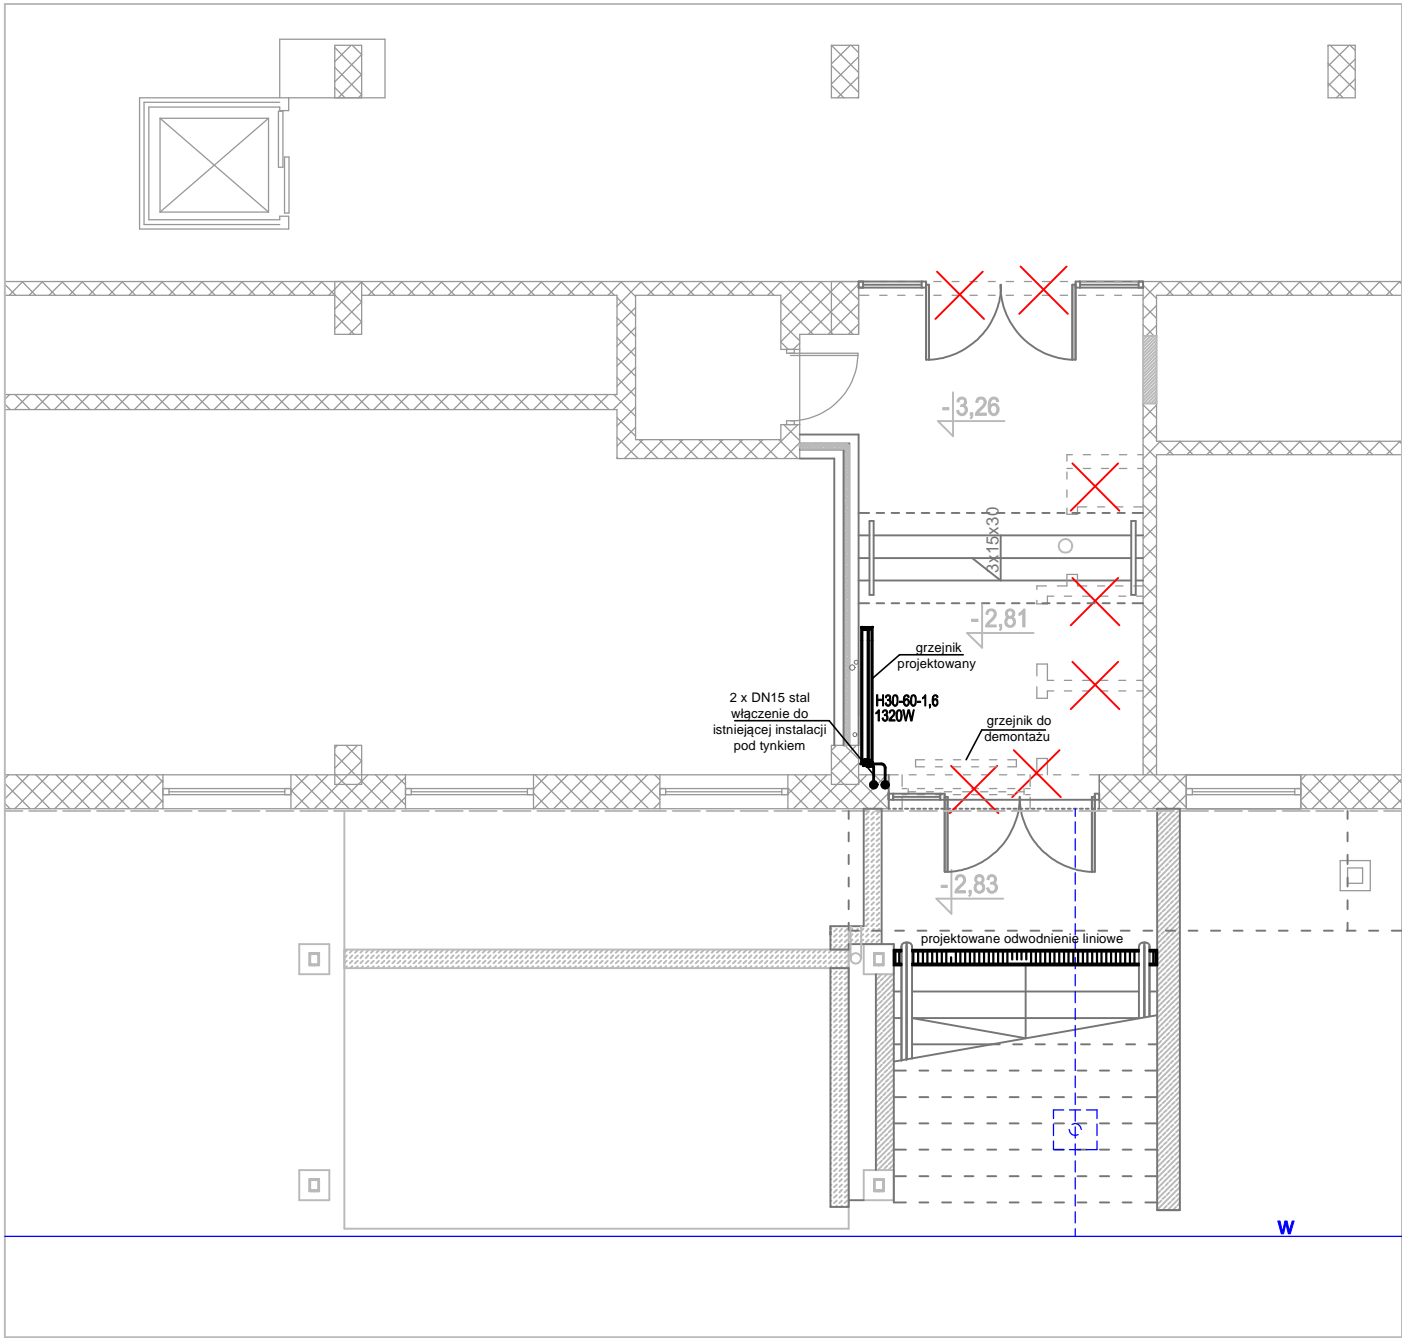 -3,26
3x15x30
-2,81
grzejnik
projektowany
H30-60-1,6
1320W
2 x DN15 stal
włączenie do
istniejącej instalacji
pod tynkiem
grzejnik do
demontażu
-2,83
projektowane odwodnienie liniowe
W